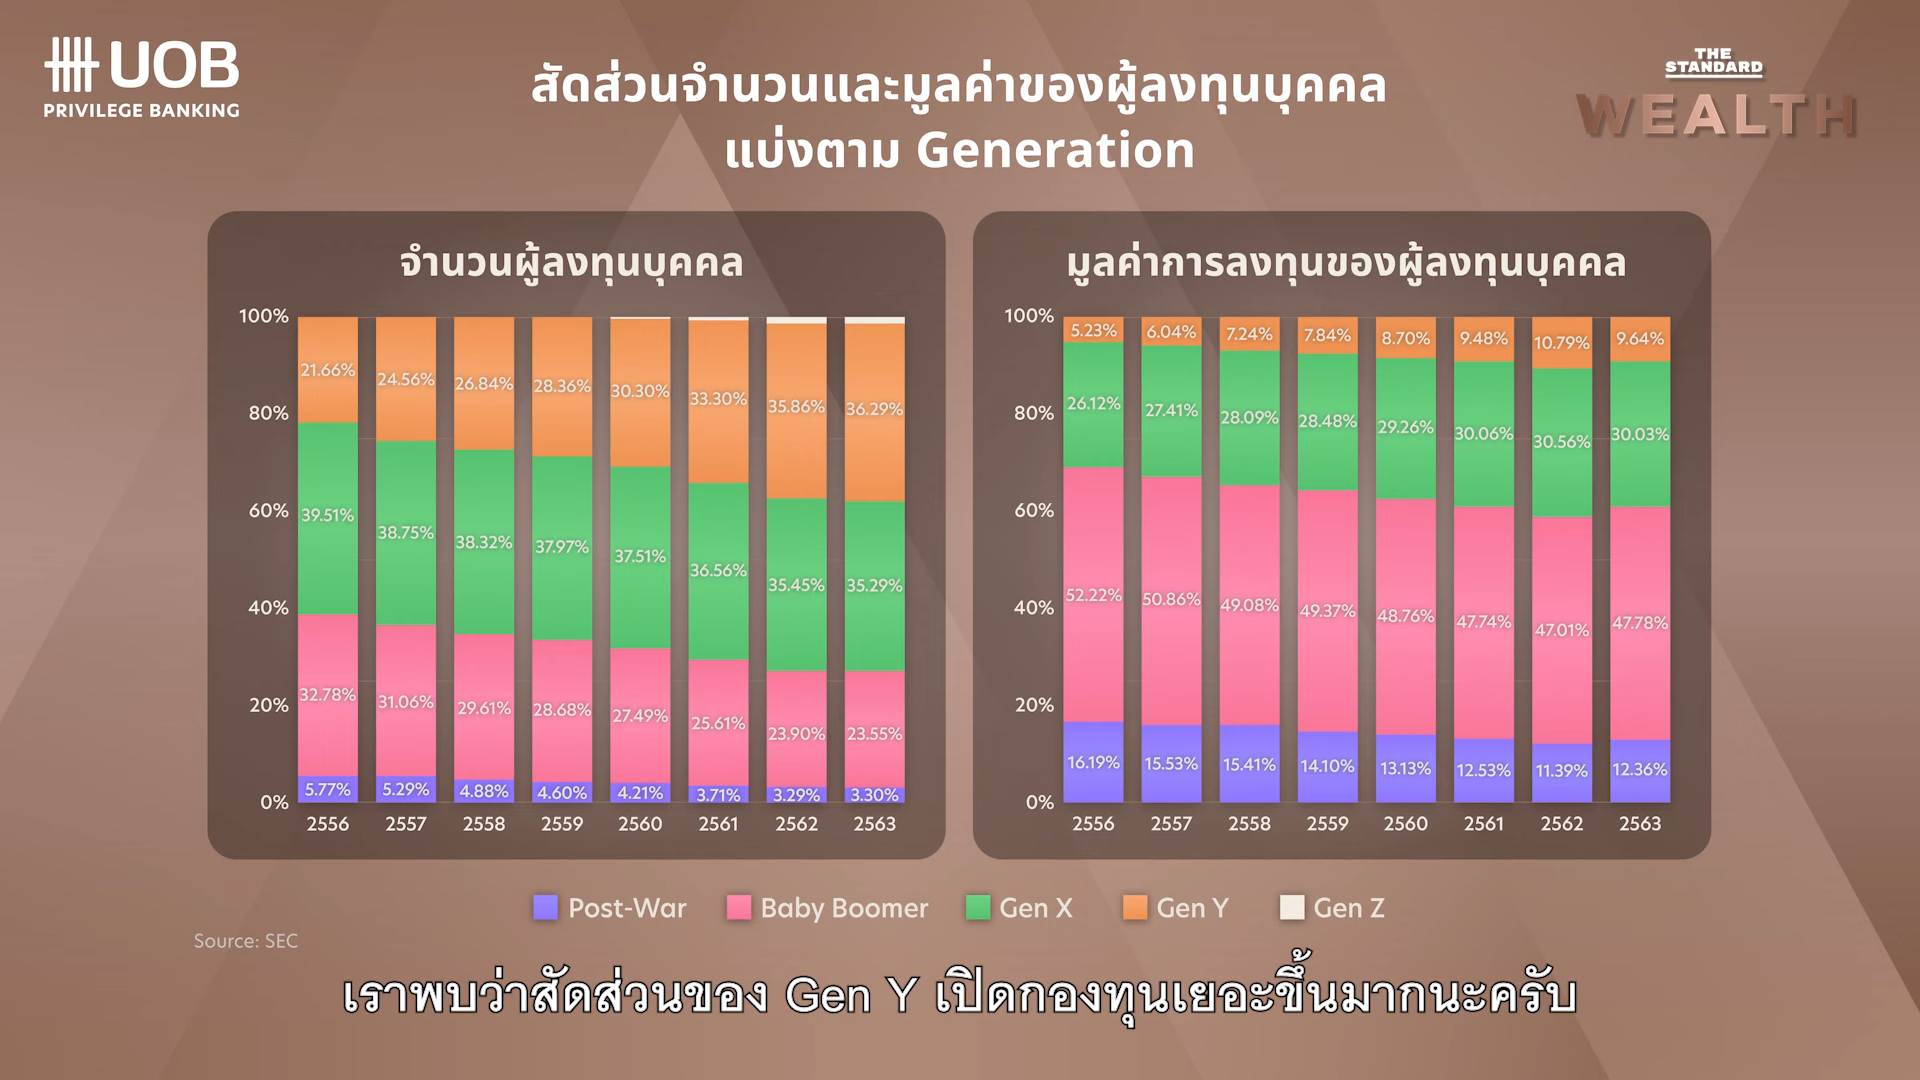 UOB
PRIVILEGE BANKING
สัดส่วนจำนวนและมูลค่าของผู้ลงทุนบุคคล
แบ่งตาม Generation
THE
STANDARD
WEALTH
จำนวนผู้ลงทุนบุคคล
100%
80%
60%
40%
20%
0%
21.66% 24.56% 26.84% 28.36% 30.30% 33.30% 35.86% 36.29%
39.51% 38.75% 38.32% 37.97% 37.51% 36.56% 35.45% 35.29%
32.78% 31.06% 29.61% 28.68% 27.49% 25.61% 23.90% 23.55%
5.77% 5.29% 4.88% 4.60% 4.21% 3.71% 3.29% 3.30%
2556 2557 2558 2559 2560 2561 2562 2563
มูลค่าการลงทุนของผู้ลงทุนบุคคล
100%
80%
60%
40%
20%
0%
5.23% 6.04% 7.24% 7.84% 8.70% 9.48% 10.79% 9.64%
26.12% 27.41% 28.09% 28.48% 29.26% 30.06% 30.56% 30.03%
52.22% 50.86% 49.08% 49.37% 48.76% 47.74% 47.01% 47.78%
16.19% 15.53% 15.41% 14.10% 13.13% 12.53% 11.39% 12.36%
2556 2557 2558 2559 2560 2561 2562 2563
Post-War Baby Boomer Gen X Gen Y Gen Z
Source: SEC
เราพบว่าสัดส่วนของ Gen Y เปิดกองทุนเยอะขึ้นมากนะครับ